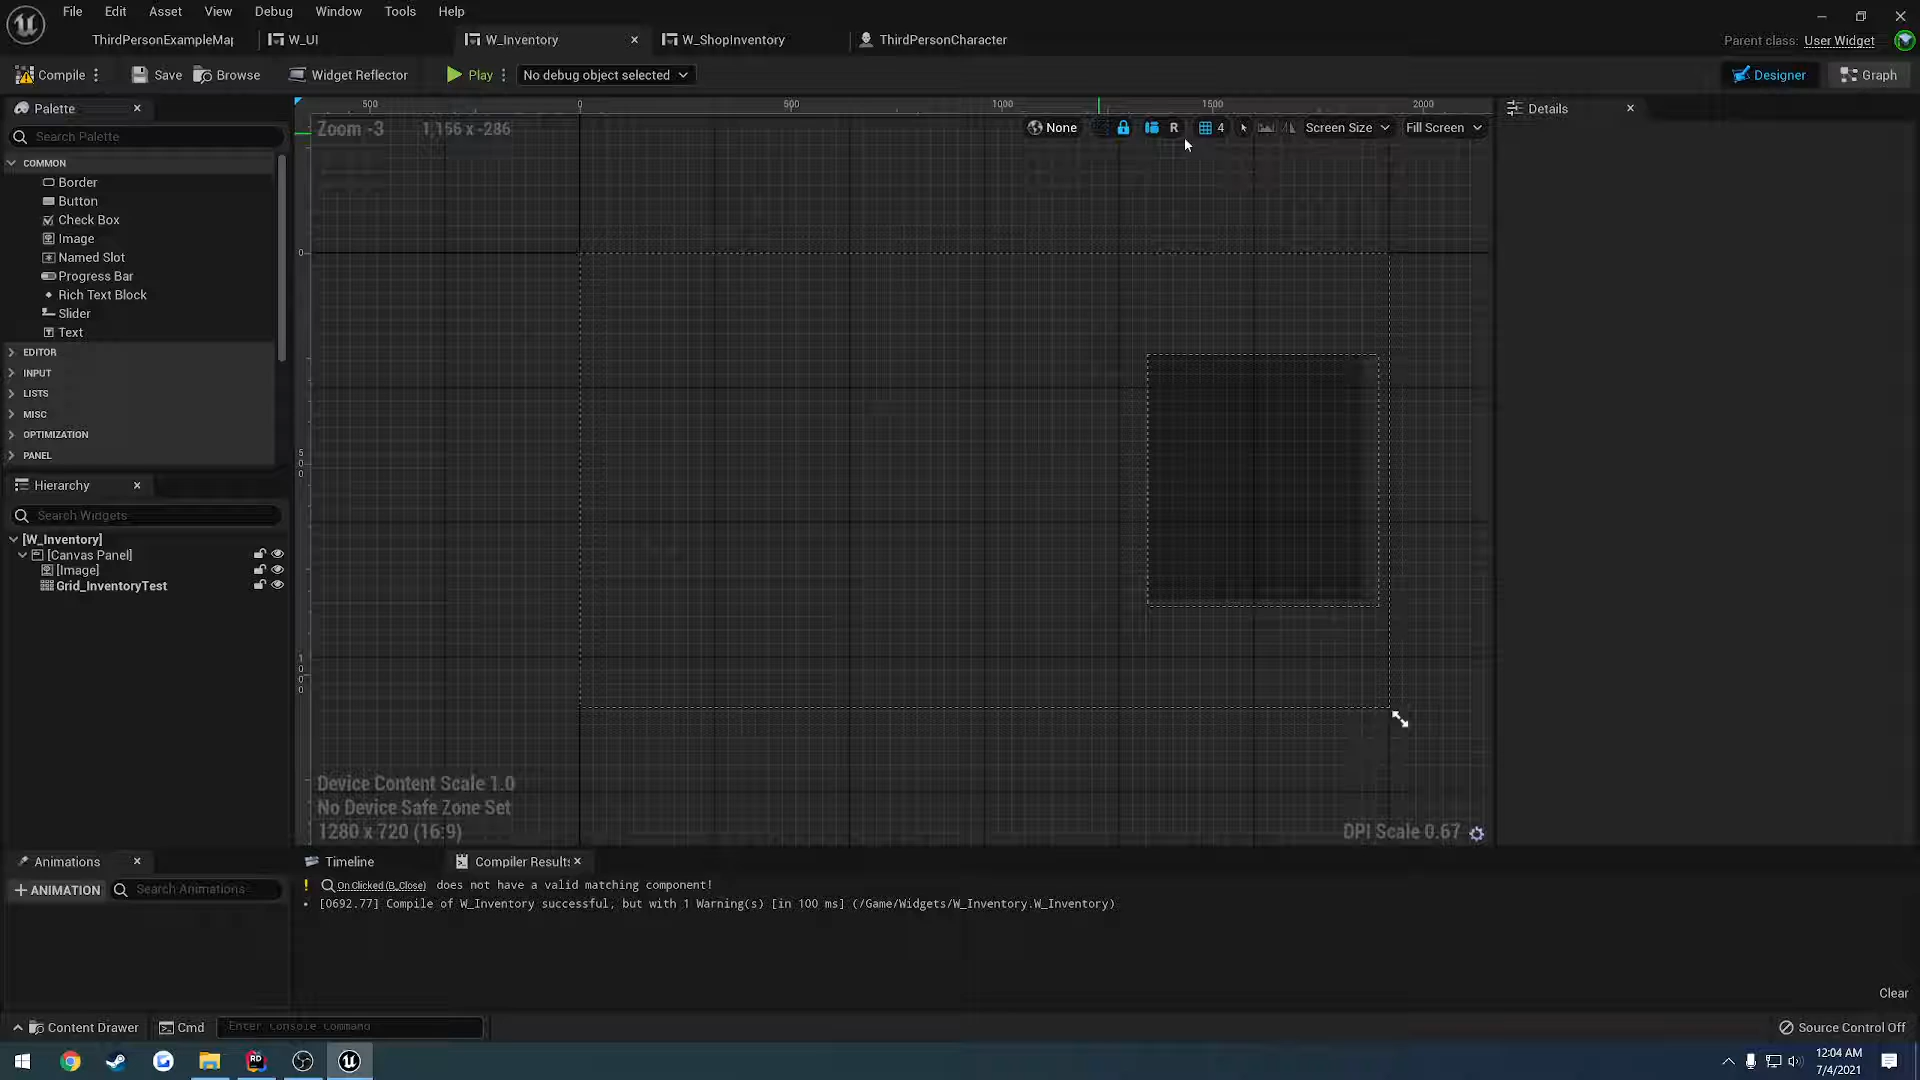 File Edit Asset View Debug Window Tools Help
ThirdPersonExampleMap W_UI W_Inventory W_ShopInventory ThirdPersonCharacter Parent class: User Widget
Compile Save Browse Widget Reflector Play No debug object selected Designer Graph
Palette Details
500 0 500 1000 1500 2000
Zoom -3 1,156 x -286 None R 4 Screen Size Fill Screen
Search Palette
COMMON
Border
Button
Check Box
Image
Named Slot
Progress Bar
Rich Text Block
Slider
Text
EDITOR
INPUT
LISTS
MISC
OPTIMIZATION
PANEL
0
500
1000
Hierarchy
Search Widgets
[W_Inventory]
[Canvas Panel]
[Image]
Grid_InventoryTest
Device Content Scale 1.0
No Device Safe Zone Set
1280 x 720 (16:9) DPI Scale 0.67
Animations Timeline Compiler Results
+ ANIMATION Search Animations
! On Clicked (B_Close) does not have a valid matching component!
• [0692.77] Compile of W_Inventory successful, but with 1 Warning(s) [in 100 ms] (/Game/Widgets/W_Inventory.W_Inventory)
Clear
Content Drawer Cmd Enter Console Command Source Control Off
RD
12:04 AM
7/4/2021